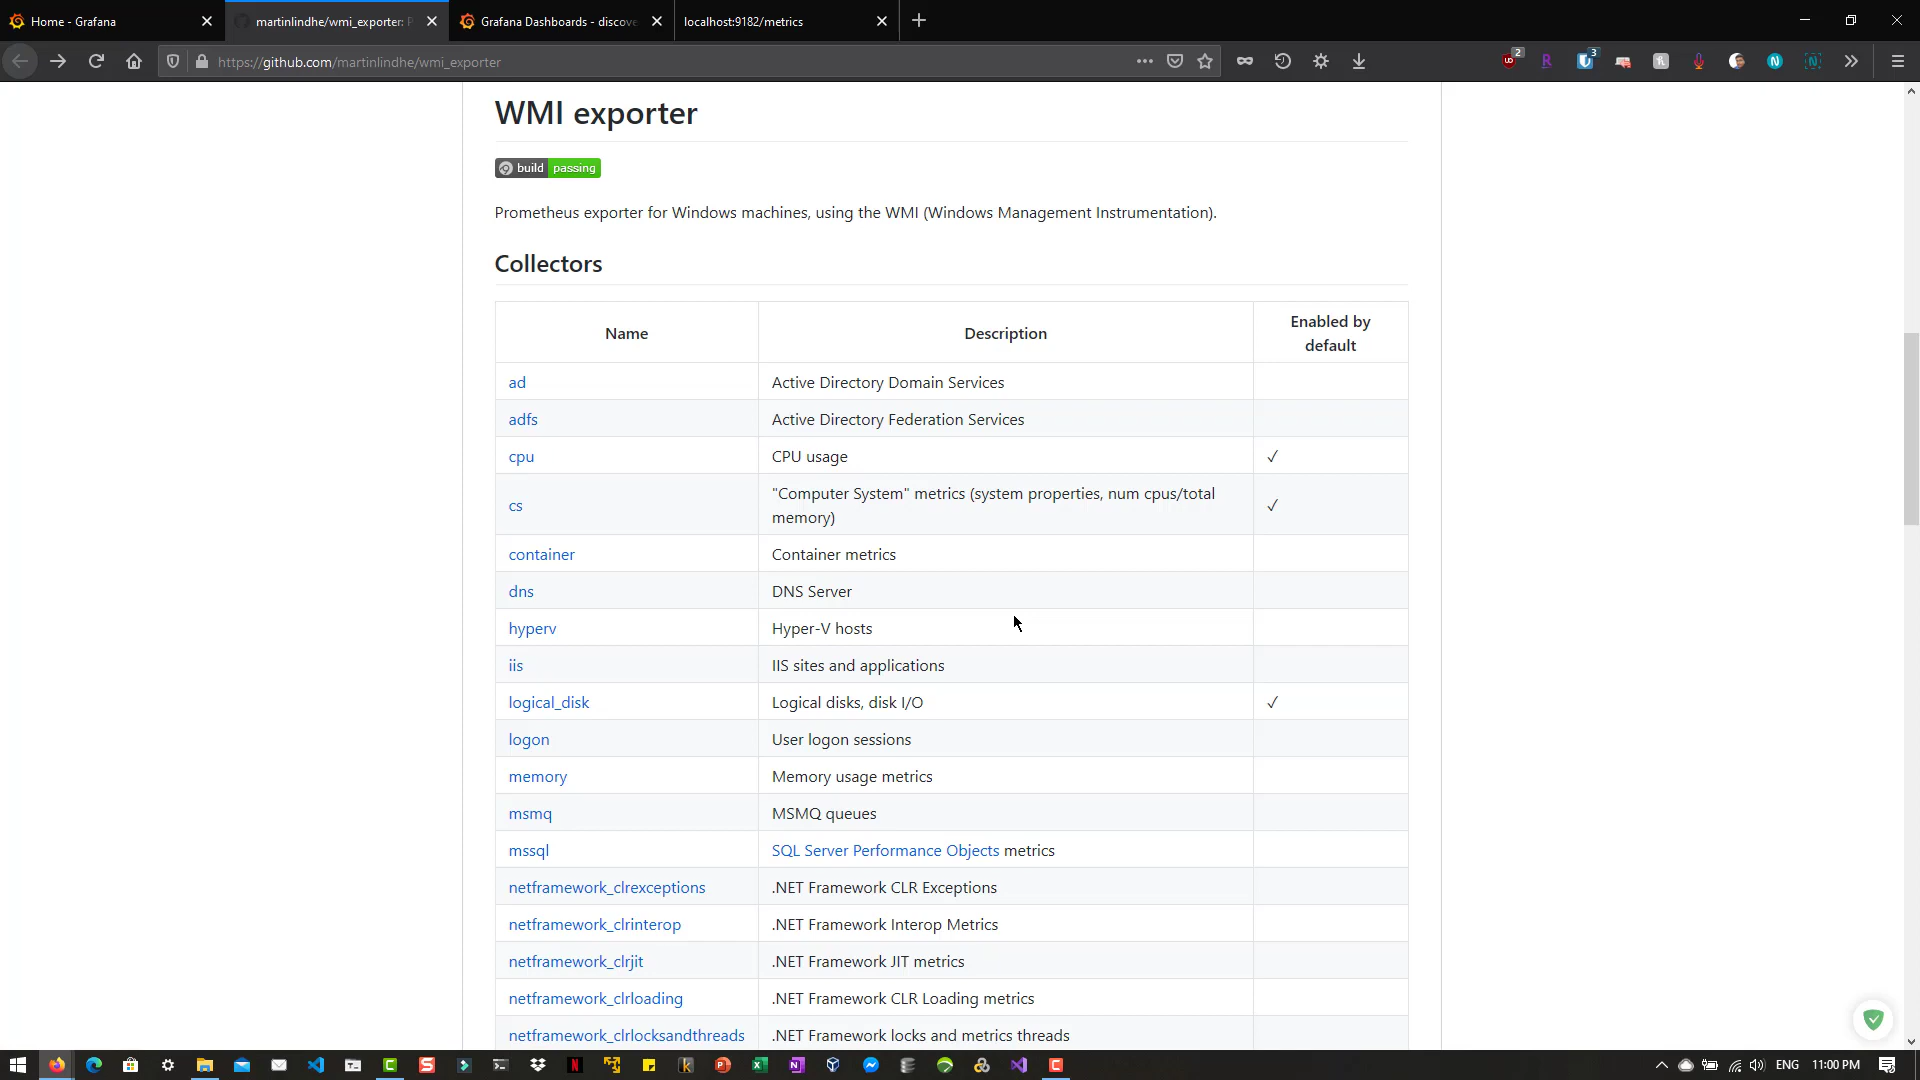 Home - Grafana
martinlindhe/wmi_exporter: P
Grafana Dashboards - discove
localhost:9182/metrics
https://github.com/martinlindhe/wmi_exporter
2
3
WMI exporter
build passing
Prometheus exporter for Windows machines, using the WMI (Windows Management Instrumentation).
Collectors
Name Description Enabled by default
ad Active Directory Domain Services
adfs Active Directory Federation Services
cpu CPU usage ✓
cs "Computer System" metrics (system properties, num cpus/total memory) ✓
container Container metrics
dns DNS Server
hyperv Hyper-V hosts
iis IIS sites and applications
logical_disk Logical disks, disk I/O ✓
logon User logon sessions
memory Memory usage metrics
msmq MSMQ queues
mssql SQL Server Performance Objects metrics
netframework_clrexceptions .NET Framework CLR Exceptions
netframework_clrinterop .NET Framework Interop Metrics
netframework_clrjit .NET Framework JIT metrics
netframework_clrloading .NET Framework CLR Loading metrics
netframework_clrlocksandthreads .NET Framework locks and metrics threads
ENG 11:00 PM